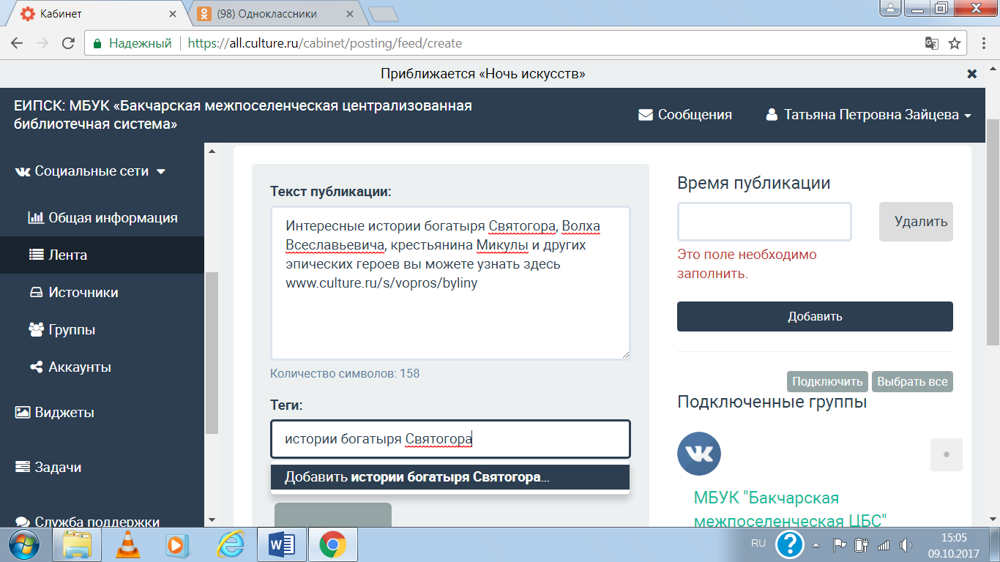 Кабинет
(98) Одноклассники
Надежный
https://all.culture.ru/cabinet/posting/feed/create
Приближается «Ночь искусств»
ЕИПСК: МБУК «Бакчарская межпоселенческая централизованная
библиотечная система»
Сообщения
Татьяна Петровна Зайцева
Социальные сети
Общая информация
Лента
Источники
Группы
Аккаунты
Виджеты
Задачи
Служба поддержки
Текст публикации:
Интересные истории богатыря Святогора, Волха
Всеславьевича, крестьянина Микулы и других
эпических героев вы можете узнать здесь
www.culture.ru/s/vopros/byliny
Количество символов: 158
Теги:
истории богатыря Святогора
Добавить истории богатыря Святогора...
Время публикации
Удалить
Это поле необходимо
заполнить.
Добавить
Подключить
Выбрать все
Подключенные группы
МБУК "Бакчарская
межпоселенческая ЦБС"
RU
15:05
09.10.2017